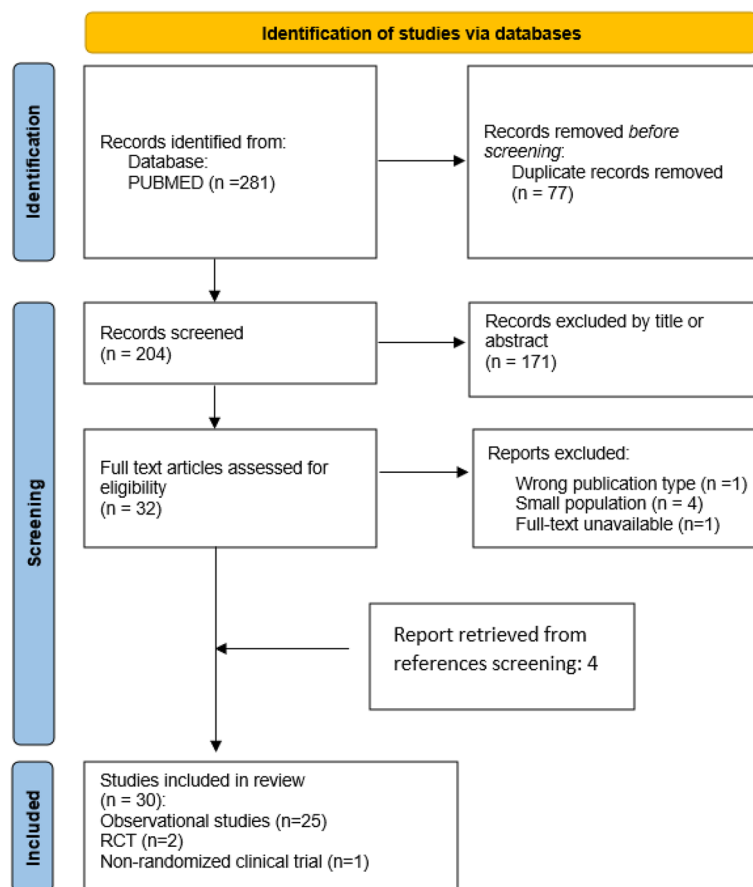 Identification of studies via databases
Identification
Records identified from:
Database:
PUBMED (n =281)
Records removed before
screening:
Duplicate records removed
(n = 77)
Screening
Records screened
(n = 204)
Records excluded by title or
abstract
(n = 171)
Full text articles assessed for
eligibility
(n = 32)
Reports excluded:
Wrong publication type (n =1)
Small population (n = 4)
Full-text unavailable (n=1)
Report retrieved from
references screening: 4
Included
Studies included in review
(n = 30):
Observational studies (n=25)
RCT (n=2)
Non-randomized clinical trial (n=1)